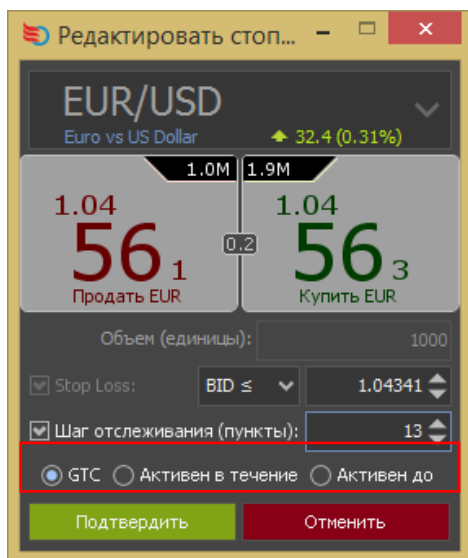 Редактировать стоп...
EUR/USD
Euro vs US Dollar 32.4 (0.31%)
1.0M 1.9M
1.04 1.04
56 1 0.2 56 3
Продать EUR Купить EUR
Объем (единицы): 1000
Stop Loss: BID ≤ 1.04341
Шаг отслеживания (пункты): 13
GTC Активен в течение Активен до
Подтвердить Отменить